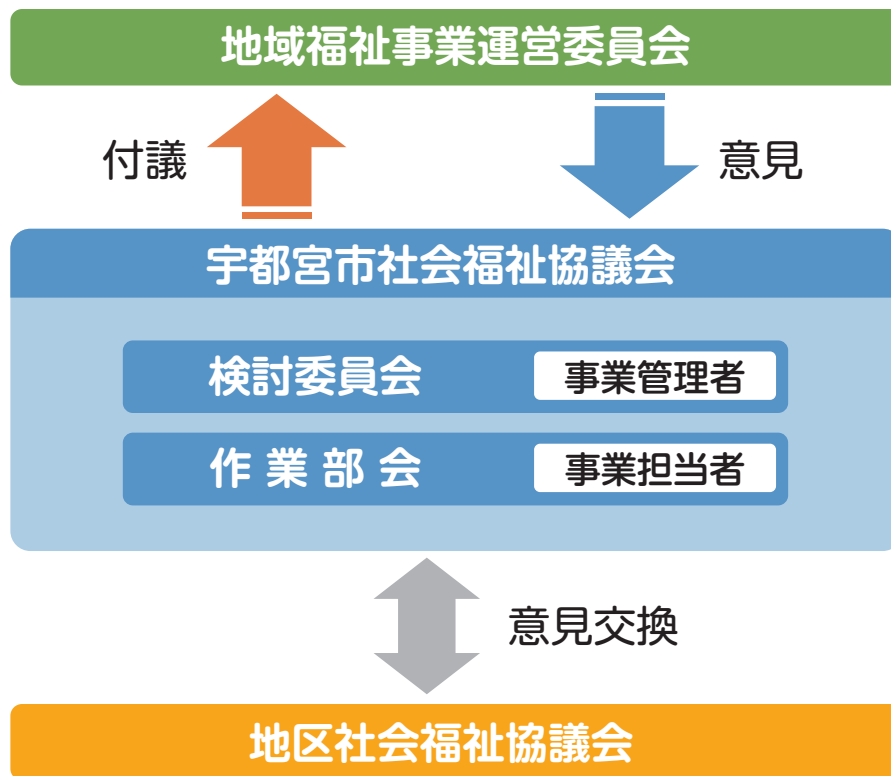 地域福祉事業運営委員会
付議
意見
宇都宮市社会福祉協議会
検討委員会 事業管理者
作業部会 事業担当者
意見交換
地区社会福祉協議会